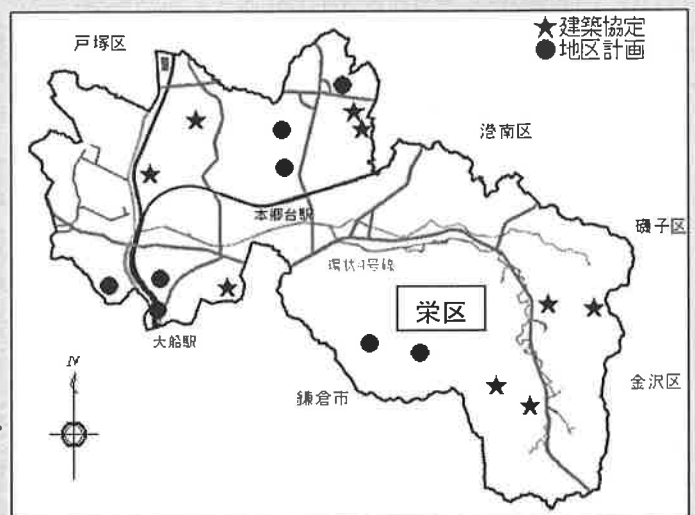 戸塚区
★建築協定
●地区計画
港南区
本郷台駅
磯子区
環状4号線
栄区
大船駅
鎌倉市
金沢区
N